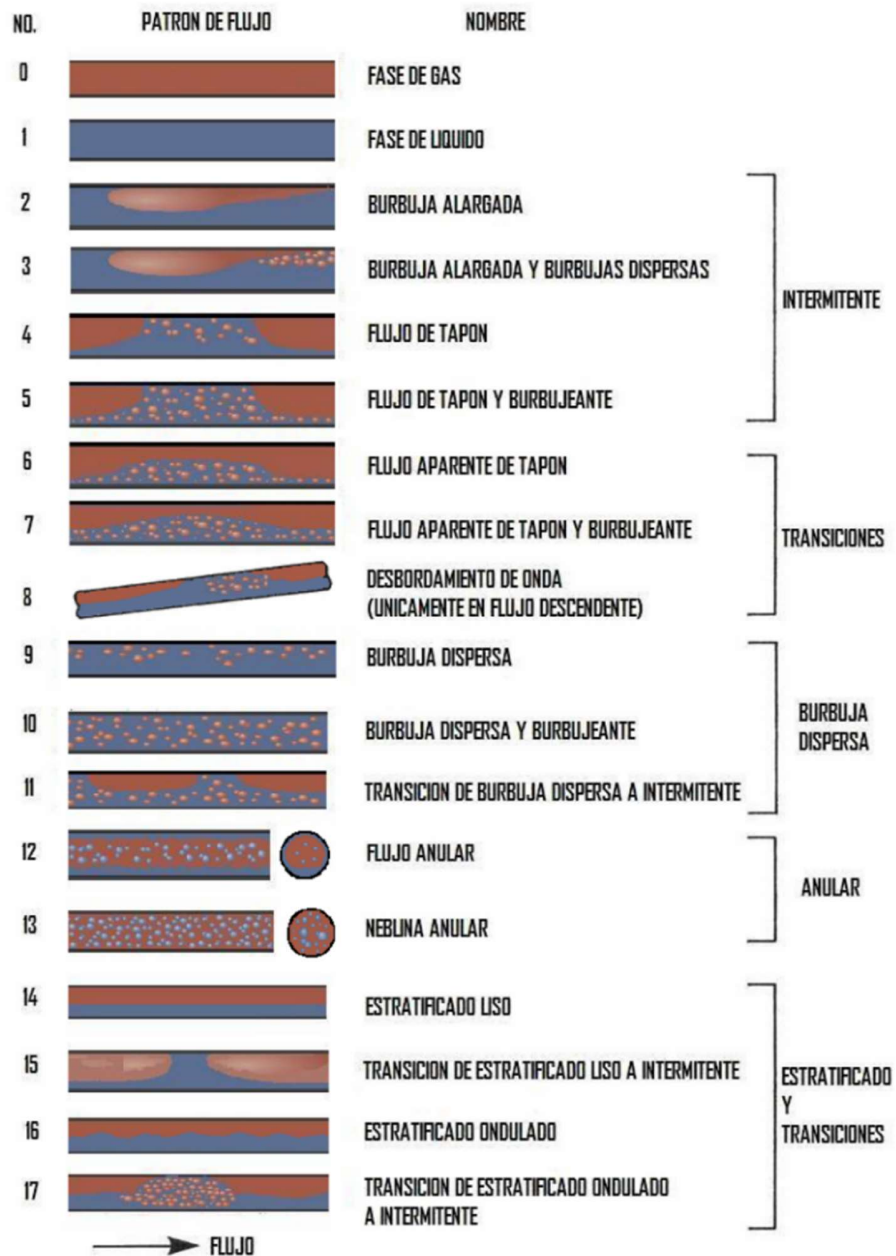 NO. PATRON DE FLUJO NOMBRE
0 FASE DE GAS
1 FASE DE LIQUIDO
2 BURBUJA ALARGADA
3 BURBUJA ALARGADA Y BURBUJAS DISPERSAS
INTERMITENTE
4 FLUJO DE TAPON
5 FLUJO DE TAPON Y BURBUJEANTE
6 FLUJO APARENTE DE TAPON
7 FLUJO APARENTE DE TAPON Y BURBUJEANTE
TRANSICIONES
8 DESBORDAMIENTO DE ONDA
(UNICAMENTE EN FLUJO DESCENDENTE)
9 BURBUJA DISPERSA
10 BURBUJA DISPERSA Y BURBUJEANTE
BURBUJA
DISPERSA
11 TRANSICION DE BURBUJA DISPERSA A INTERMITENTE
12 FLUJO ANULAR
ANULAR
13 NEBLINA ANULAR
14 ESTRATIFICADO LISO
15 TRANSICION DE ESTRATIFICADO LISO A INTERMITENTE
ESTRATIFICADO
Y
TRANSICIONES
16 ESTRATIFICADO ONDULADO
17 TRANSICION DE ESTRATIFICADO ONDULADO
A INTERMITENTE
FLUJO